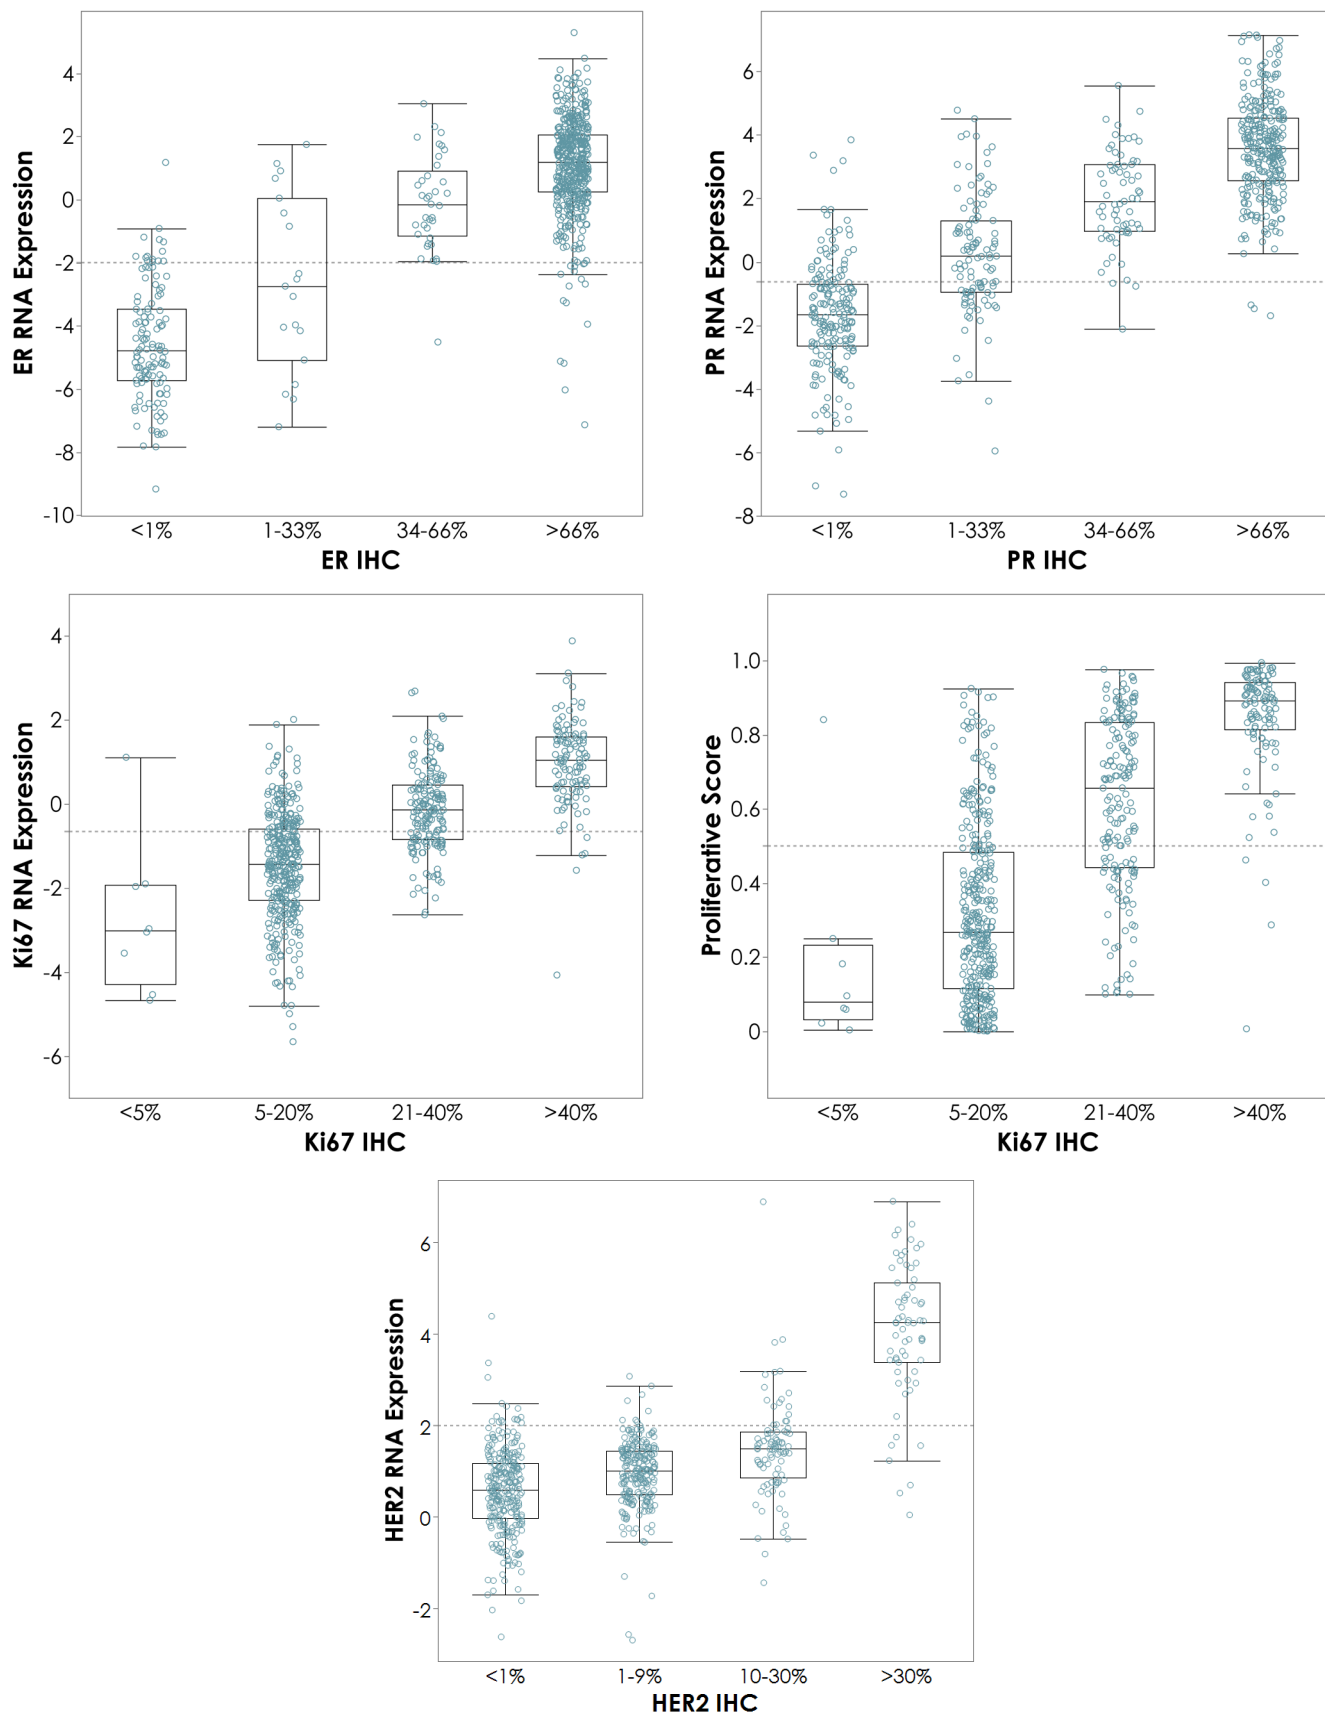 ER RNA Expression
4
2
0
-2
-4
-6
-8
-10
<1% 1-33% 34-66% >66%
ER IHC
PR RNA Expression
6
4
2
0
-2
-4
-6
-8
<1% 1-33% 34-66% >66%
PR IHC
Ki67 RNA Expression
4
2
0
-2
-4
-6
<5% 5-20% 21-40% >40%
Ki67 IHC
Proliferative Score
1.0
0.8
0.6
0.4
0.2
0
<5% 5-20% 21-40% >40%
Ki67 IHC
HER2 RNA Expression
6
4
2
0
-2
<1% 1-9% 10-30% >30%
HER2 IHC